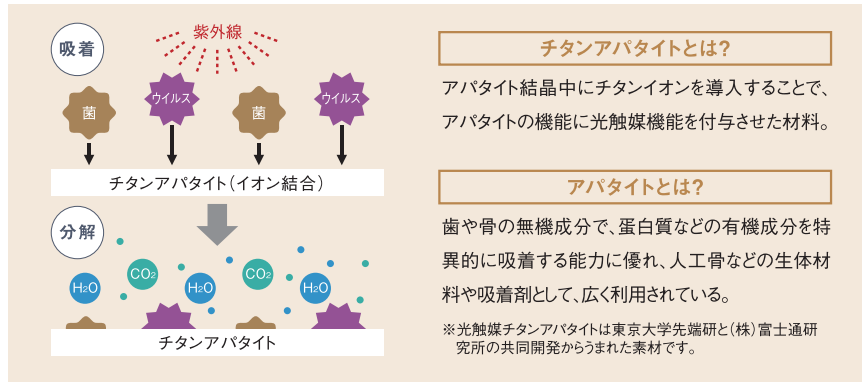 吸着
紫外線
菌
ウイルス
菌
ウイルス
チタンアパタイト（イオン結合）
分解
H₂O
CO₂
H₂O
CO₂
H₂O
チタンアパタイト
チタンアパタイトとは?
アパタイト結晶中にチタンイオンを導入することで、
アパタイトの機能に光触媒機能を付与させた材料。
アパタイトとは?
歯や骨の無機成分で、蛋白質などの有機成分を特
異的に吸着する能力に優れ、人工骨などの生体材
料や吸着剤として、広く利用されている。
※光触媒チタンアパタイトは東京大学先端研と（株）富士通研
究所の共同開発からうまれた素材です。